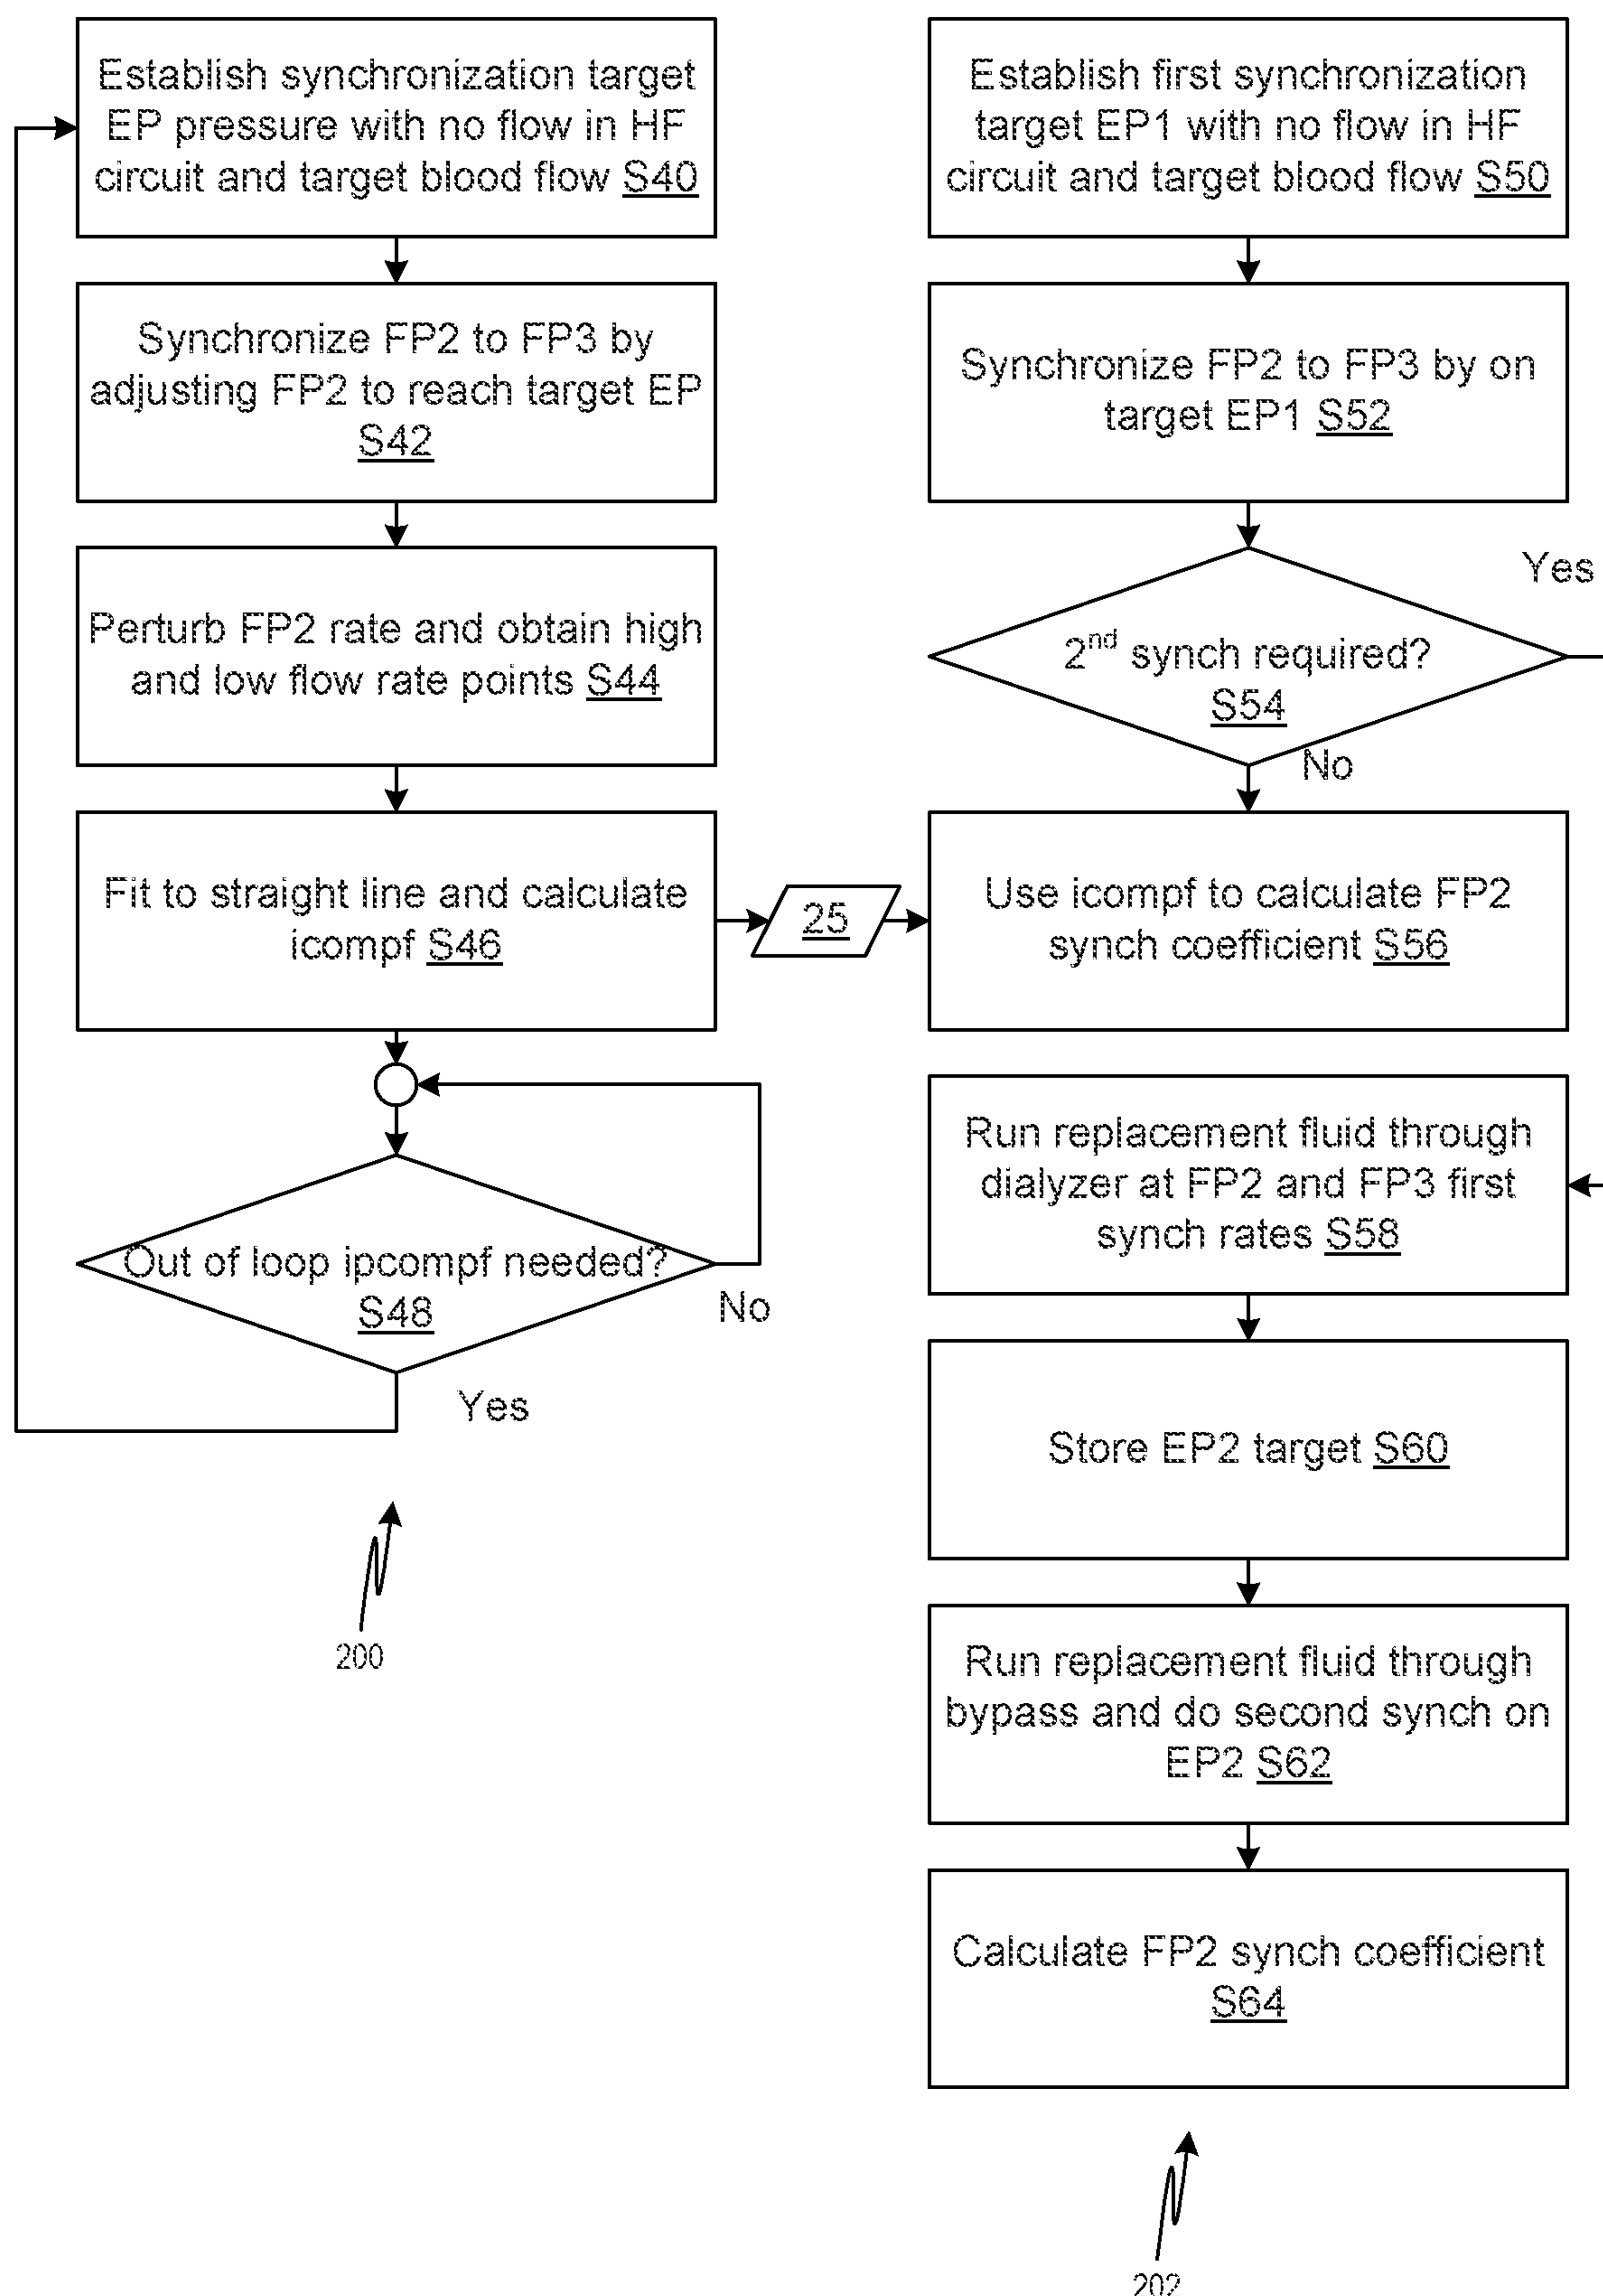 Establish synchronization target
EP pressure with no flow in HF
circuit and target blood flow S40
Synchronize FP2 to FP3 by
adjusting FP2 to reach target EP
S42
Perturb FP2 rate and obtain high
and low flow rate points S44
Fit to straight line and calculate
icompf S46
25
Out of loop ipcompf needed?
S48
No
Yes
200
Establish first synchronization
target EP1 with no flow in HF
circuit and target blood flow S50
Synchronize FP2 to FP3 by on
target EP1 S52
Yes
2nd synch required?
S54
No
Use icompf to calculate FP2
synch coefficient S56
Run replacement fluid through
dialyzer at FP2 and FP3 first
synch rates S58
Store EP2 target S60
Run replacement fluid through
bypass and do second synch on
EP2 S62
Calculate FP2 synch coefficient
S64
202